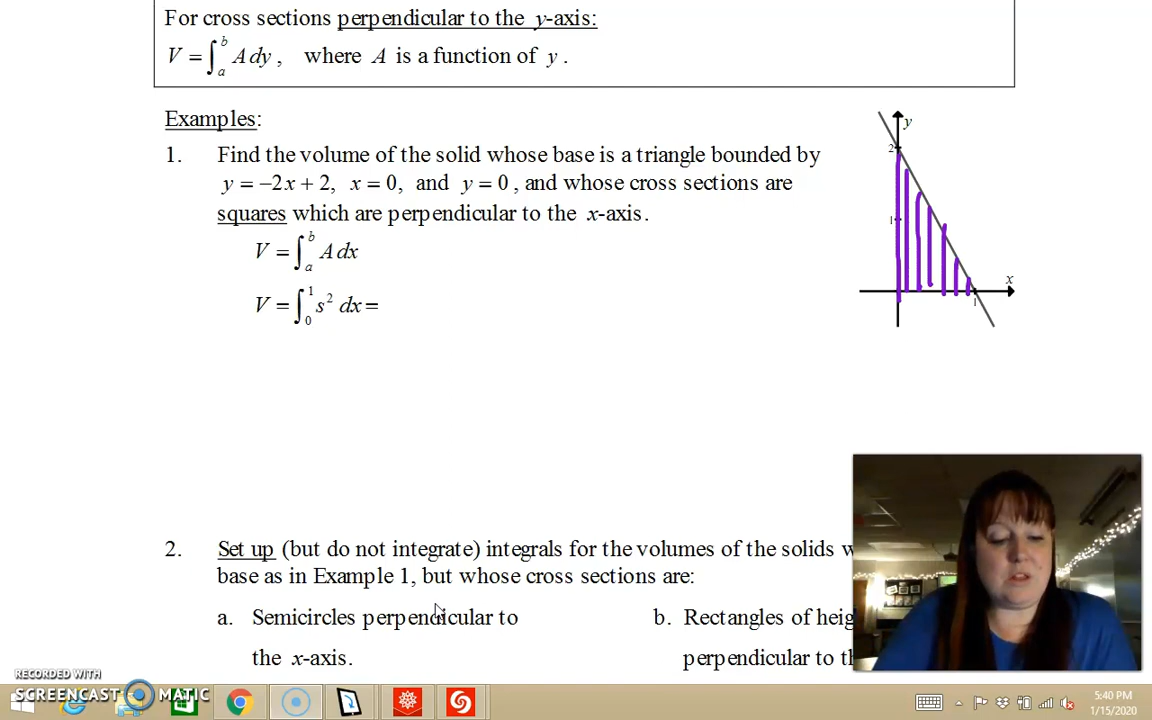 For cross sections perpendicular to the y-axis:
V = ∫_a^b A dy, where A is a function of y.
Examples:
1. Find the volume of the solid whose base is a triangle bounded by
y = −2x + 2, x = 0, and y = 0, and whose cross sections are
squares which are perpendicular to the x-axis.
V = ∫_a^b A dx
V = ∫_0^1 s² dx =
y
2
1
x
1
2. Set up (but do not integrate) integrals for the volumes of the solids
base as in Example 1, but whose cross sections are:
a. Semicircles perpendicular to
the x-axis.
b. Rectangles of
perpendicular to
RECORDED WITH
SCREENCAST MATIC
5:40 PM
1/15/2020